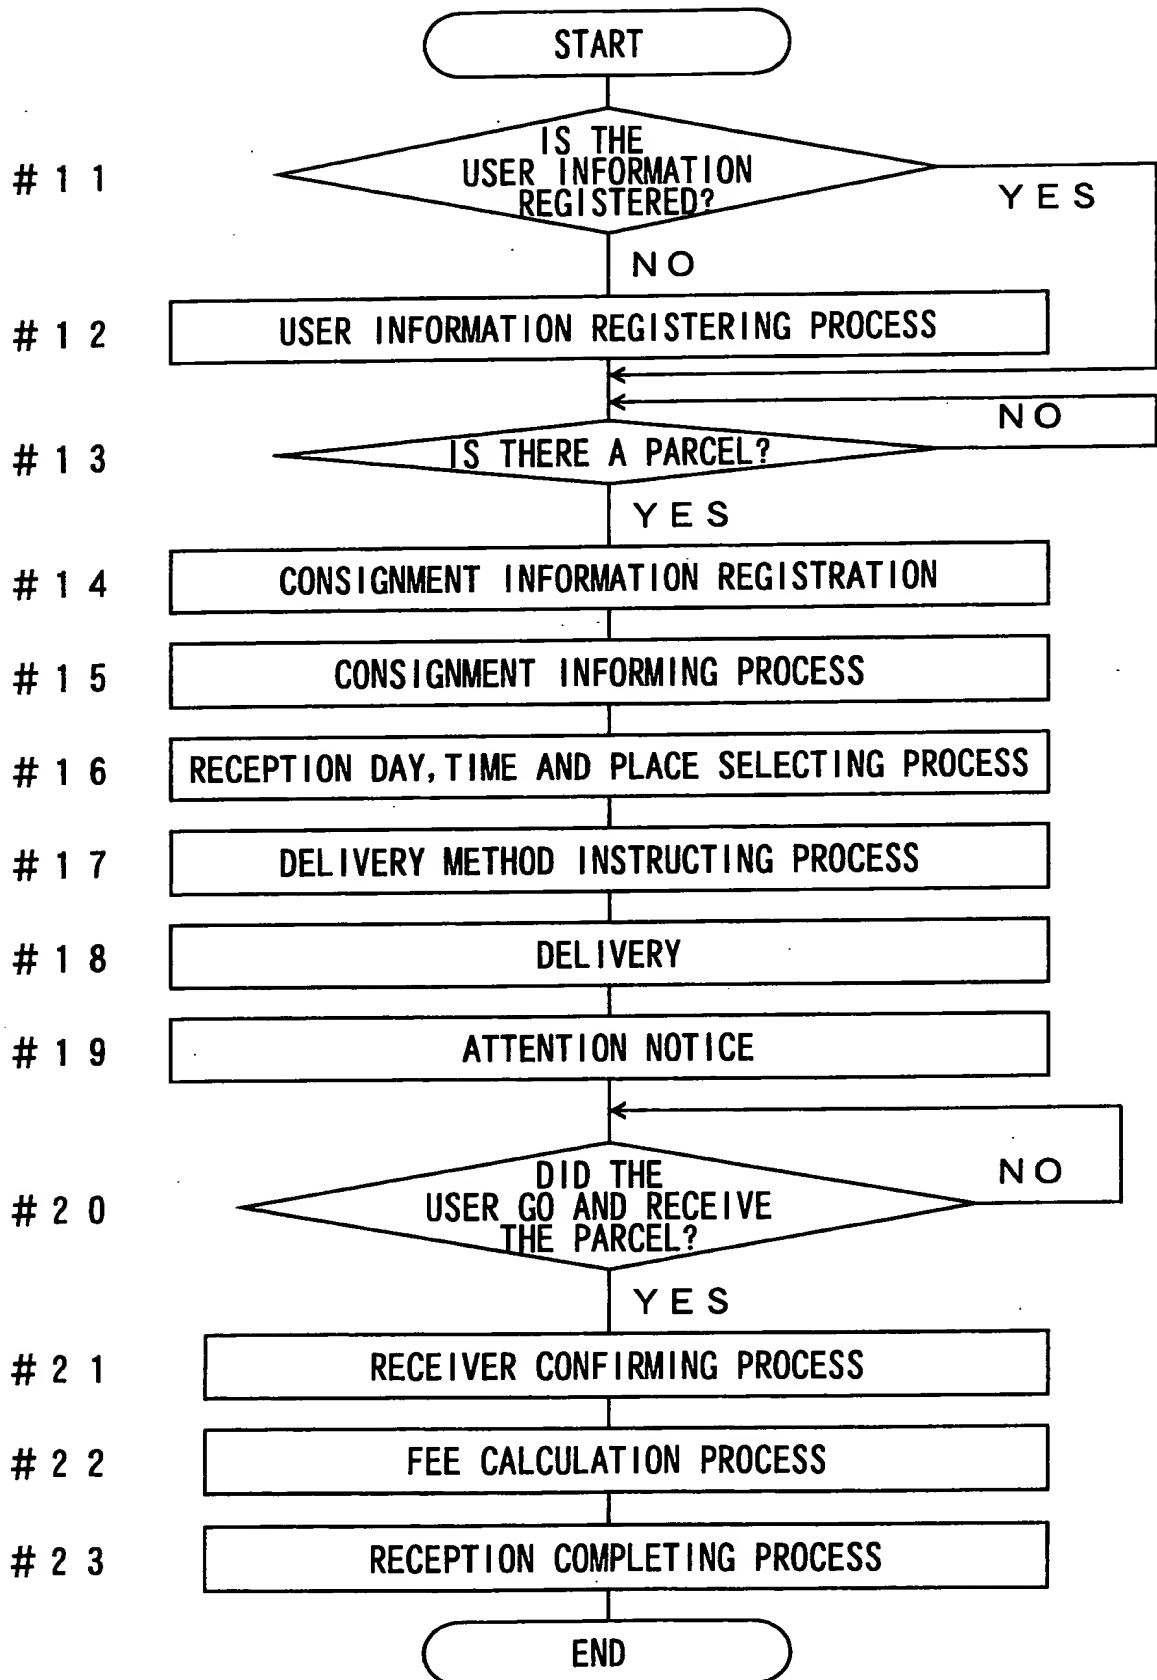 START
#11
IS THE
USER INFORMATION
REGISTERED?
YES
NO
#12
USER INFORMATION REGISTERING PROCESS
NO
#13
IS THERE A PARCEL?
YES
#14
CONSIGNMENT INFORMATION REGISTRATION
#15
CONSIGNMENT INFORMING PROCESS
#16
RECEPTION DAY, TIME AND PLACE SELECTING PROCESS
#17
DELIVERY METHOD INSTRUCTING PROCESS
#18
DELIVERY
#19
ATTENTION NOTICE
#20
DID THE
USER GO AND RECEIVE
THE PARCEL?
NO
YES
#21
RECEIVER CONFIRMING PROCESS
#22
FEE CALCULATION PROCESS
#23
RECEPTION COMPLETING PROCESS
END